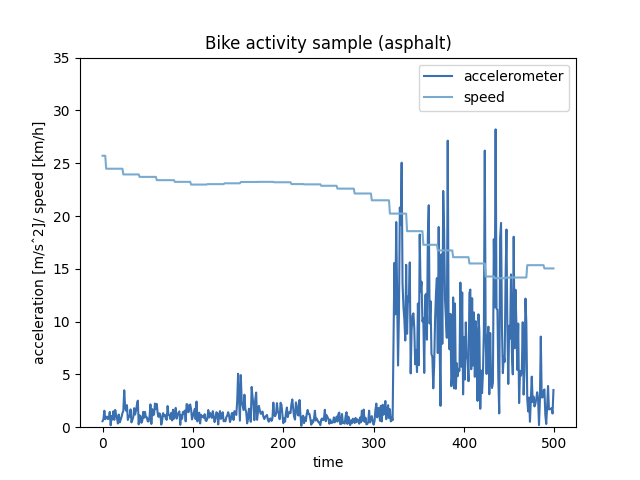 Bike activity sample (asphalt)
accelerometer
speed
35
30
25
20
15
10
5
0
acceleration [m/s^2]/ speed [km/h]
0 100 200 300 400 500
time